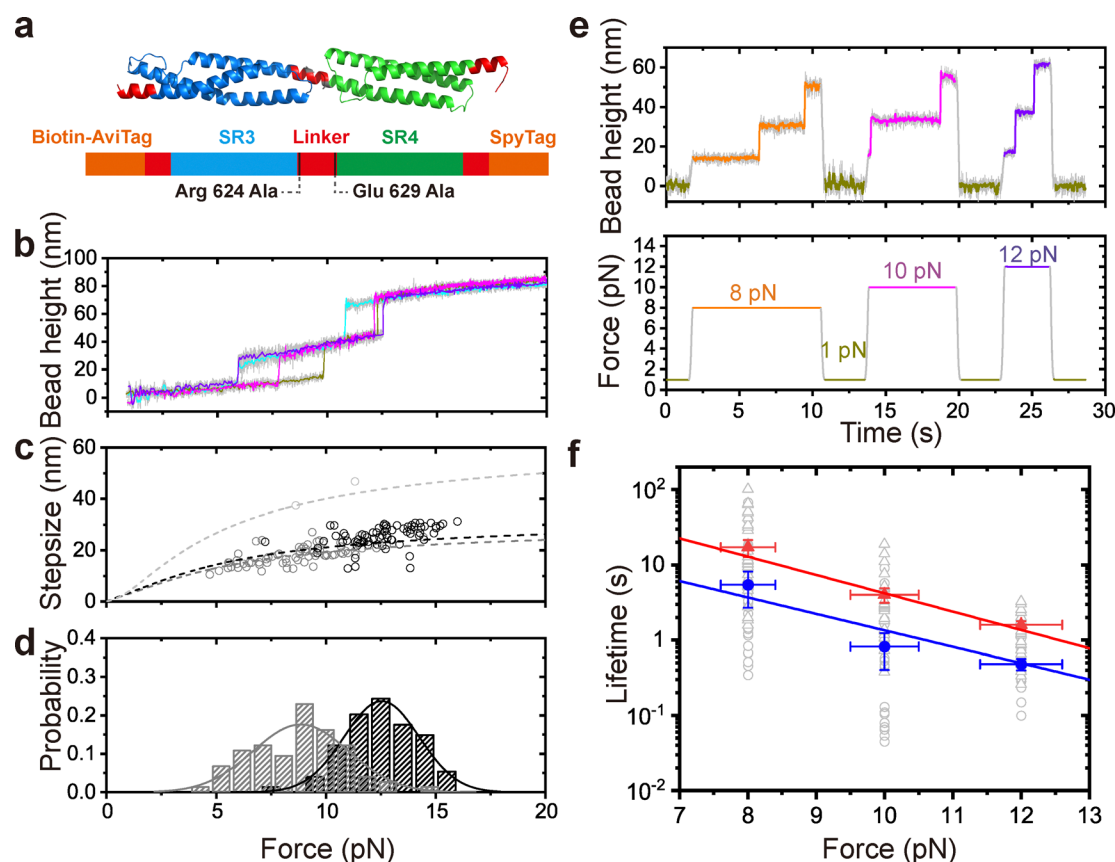 a
Biotin-AviTag SR3 Linker SR4 SpyTag
Arg 624 Ala Glu 629 Ala
b
Bead height (nm)
100
80
60
40
20
0
c
Stepsize (nm)
60
40
20
0
d
Probability
0.4
0.3
0.2
0.1
0.0
0 5 10 15 20
Force (pN)
e
Bead height (nm)
60
40
20
0
Force (pN)
14
12
10
8
6
4
2
0
8 pN
1 pN
10 pN
12 pN
0 5 10 15 20 25 30
Time (s)
f
Lifetime (s)
10²
10
1
10⁻¹
10⁻²
7 8 9 10 11 12 13
Force (pN)